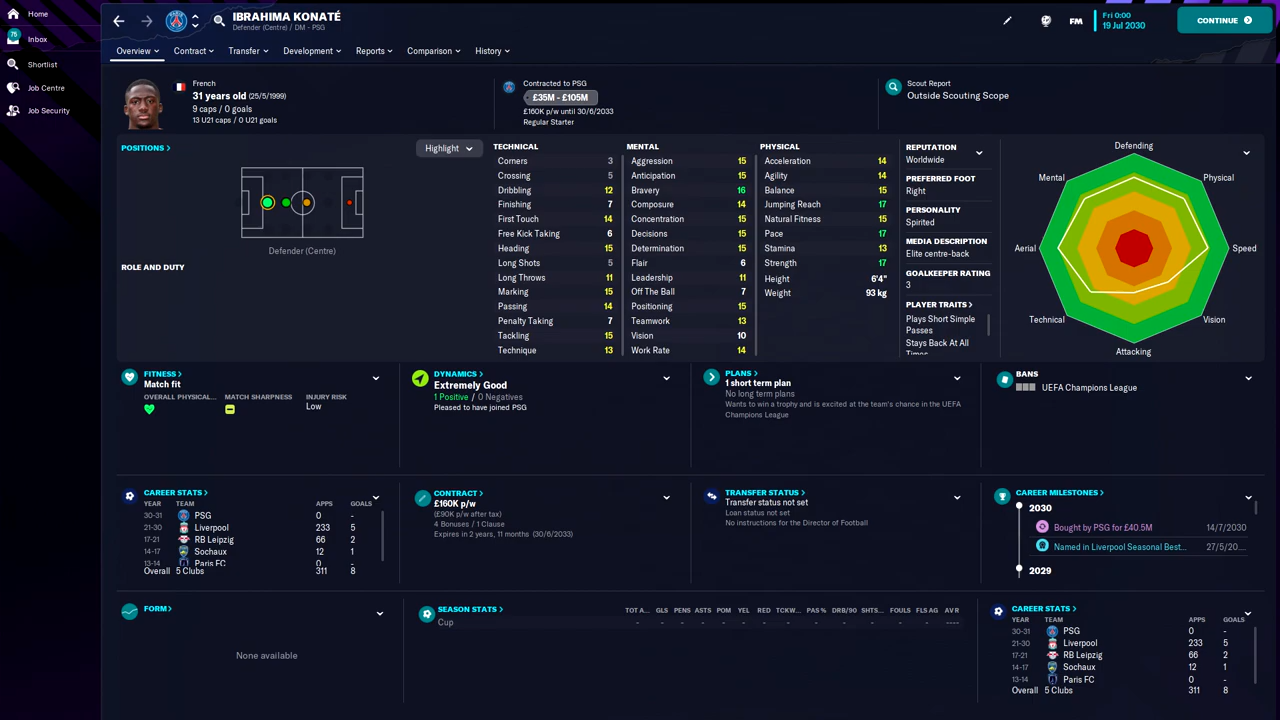 Home
75
Inbox
Shortlist
Job Centre
Job Security
IBRAHIMA KONATÉ
Defender (Centre) / DM - PSG
FM
Fri 0:00
19 Jul 2030
CONTINUE
Overview
Contract
Transfer
Development
Reports
Comparison
History
French
31 years old (25/5/1999)
9 caps / 0 goals
13 U21 caps / 0 U21 goals
Contracted to PSG
£35M - £105M
£160K p/w until 30/6/2033
Regular Starter
Scout Report
Outside Scouting Scope
POSITIONS >
Highlight
Defender (Centre)
ROLE AND DUTY
TECHNICAL
Corners 3
Crossing 5
Dribbling 12
Finishing 7
First Touch 14
Free Kick Taking 6
Heading 15
Long Shots 5
Long Throws 11
Marking 15
Passing 14
Penalty Taking 7
Tackling 15
Technique 13
MENTAL
Aggression 15
Anticipation 15
Bravery 16
Composure 14
Concentration 15
Decisions 15
Determination 15
Flair 6
Leadership 11
Off The Ball 7
Positioning 15
Teamwork 13
Vision 10
Work Rate 14
PHYSICAL
Acceleration 14
Agility 15
Balance 15
Jumping Reach 17
Natural Fitness 15
Pace 17
Stamina 13
Strength 17
Height 6'4"
Weight 93 kg
REPUTATION
Worldwide
PREFERRED FOOT
Right
PERSONALITY
Spirited
MEDIA DESCRIPTION
Elite centre-back
GOALKEEPER RATING
3
PLAYER TRAITS >
Plays Short Simple
Passes
Stays Back At All
Times
Defending
Mental
Physical
Aerial
Speed
Technical
Vision
Attacking
FITNESS >
Match fit
OVERALL PHYSICAL... MATCH SHARPNESS INJURY RISK
Low
DYNAMICS >
Extremely Good
1 Positive / 0 Negatives
Pleased to have joined PSG
PLANS >
1 short term plan
No long term plans
Wants to win a trophy and is excited at the team's chance in the UEFA
Champions League
BANS
UEFA Champions League
CAREER STATS >
YEAR TEAM APPS GOALS
30-31 PSG 0 -
21-30 Liverpool 233 5
17-21 RB Leipzig 66 2
14-17 Sochaux 12 1
13-14 Paris FC 0 -
Overall 5 Clubs 311 8
CONTRACT >
£160K p/w
(£90K p/w after tax)
4 Bonuses / 1 Clause
Expires in 2 years, 11 months (30/6/2033)
TRANSFER STATUS >
Transfer status not set
Loan status not set
No instructions for the Director of Football
CAREER MILESTONES >
2030
Bought by PSG for £40.5M 14/7/2030
Named in Liverpool Seasonal Best... 27/5/20...
2029
FORM >
None available
SEASON STATS >
TOT A... GLS PENS ASTS POM YEL RED TCKW... PAS % DRB/90 SHTS... FOULS FLS AG AV R
Cup - - - - - - - - - - - - - ----
CAREER STATS >
YEAR TEAM APPS GOALS
30-31 PSG 0 -
21-30 Liverpool 233 5
17-21 RB Leipzig 66 2
14-17 Sochaux 12 1
13-14 Paris FC 0 -
Overall 5 Clubs 311 8